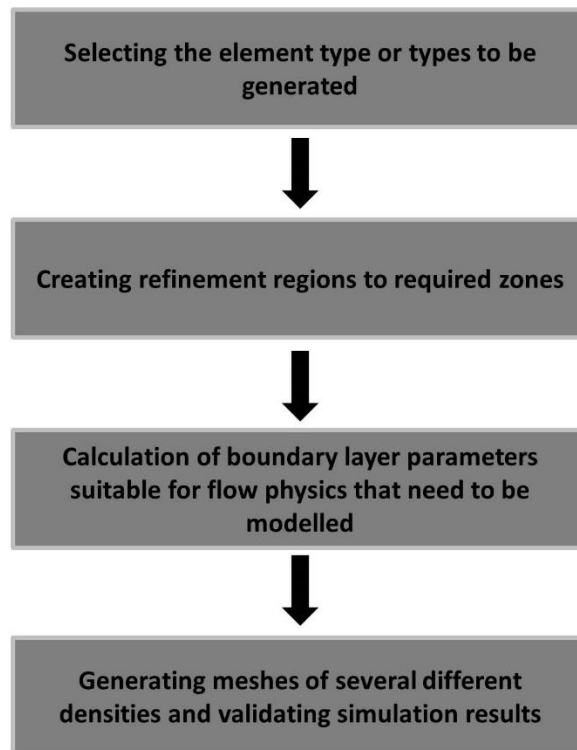 Selecting the element type or types to be
generated
Creating refinement regions to required zones
Calculation of boundary layer parameters
suitable for flow physics that need to be
modelled
Generating meshes of several different
densities and validating simulation results